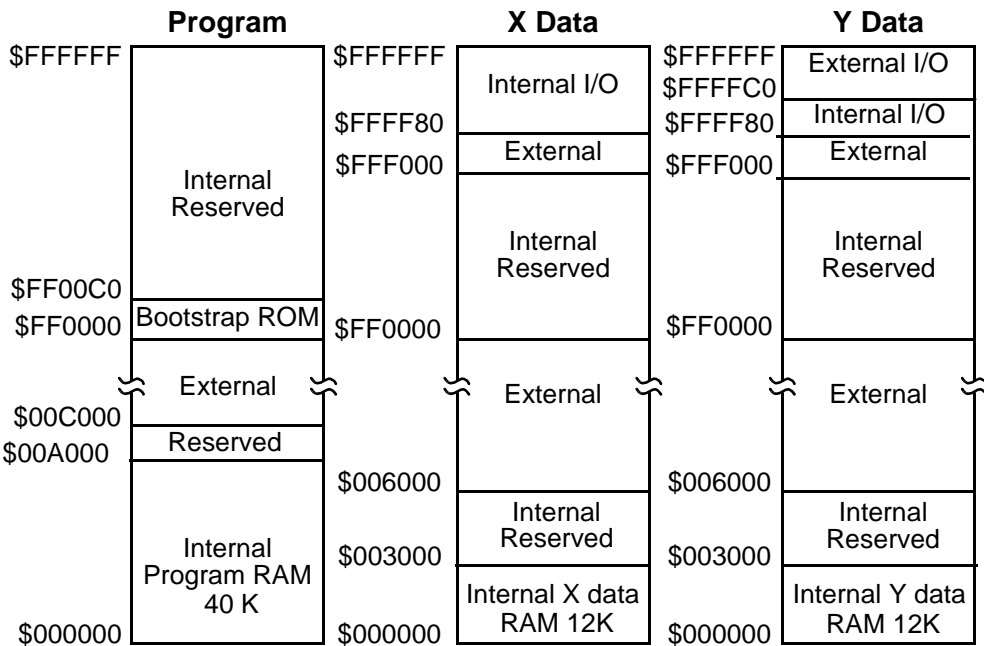 Program
$FFFFFF
Internal
Reserved
$FF00C0
Bootstrap ROM
$FF0000
External
$00C000
Reserved
$00A000
Internal
Program RAM
40 K
$000000
X Data
$FFFFFF
Internal I/O
$FFFF80
External
$FFF000
Internal
Reserved
$FF0000
External
$006000
Internal
Reserved
$003000
Internal X data
RAM 12K
$000000
Y Data
$FFFFFF
External I/O
$FFFFC0
Internal I/O
$FFFF80
External
$FFF000
Internal
Reserved
$FF0000
External
$006000
Internal
Reserved
$003000
Internal Y data
RAM 12K
$000000